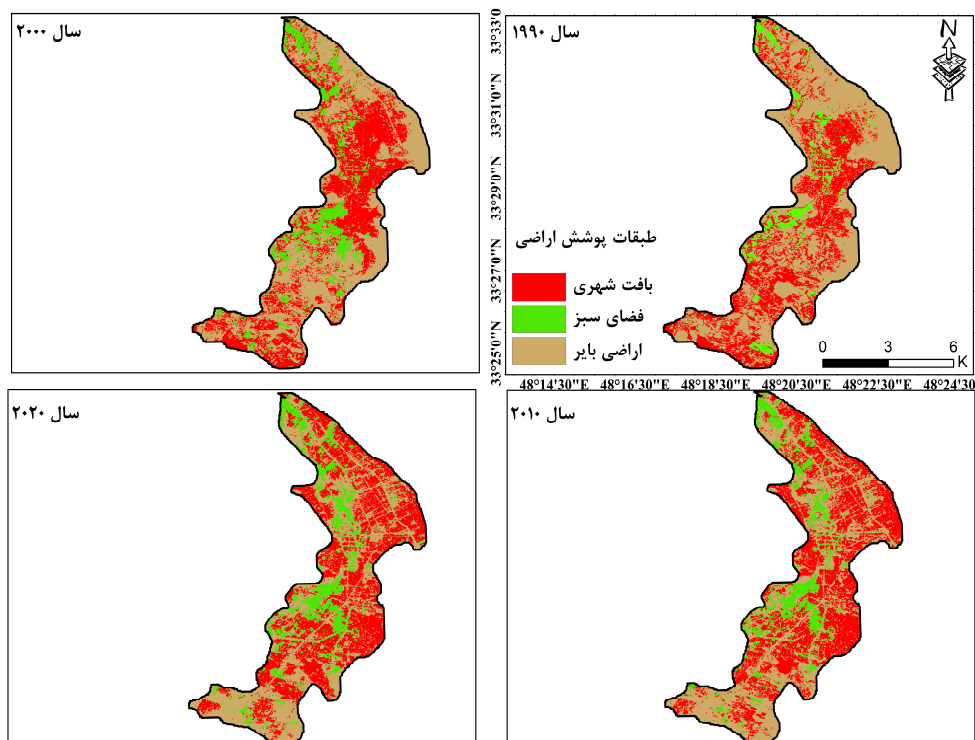 سال ۲۰۰۰
سال ۱۹۹۰
N
33°33'0
33°31'0"N
33°29'0"N
33°27'0"N
33°25'0"N
طبقات پوشش اراضی
بافت شهری
فضای سبز
اراضی بایر
0 3 6
K
48°14'30"E 48°16'30"E 48°18'30"E 48°20'30"E 48°22'30"E 48°24'30
سال ۲۰۲۰
سال ۲۰۱۰